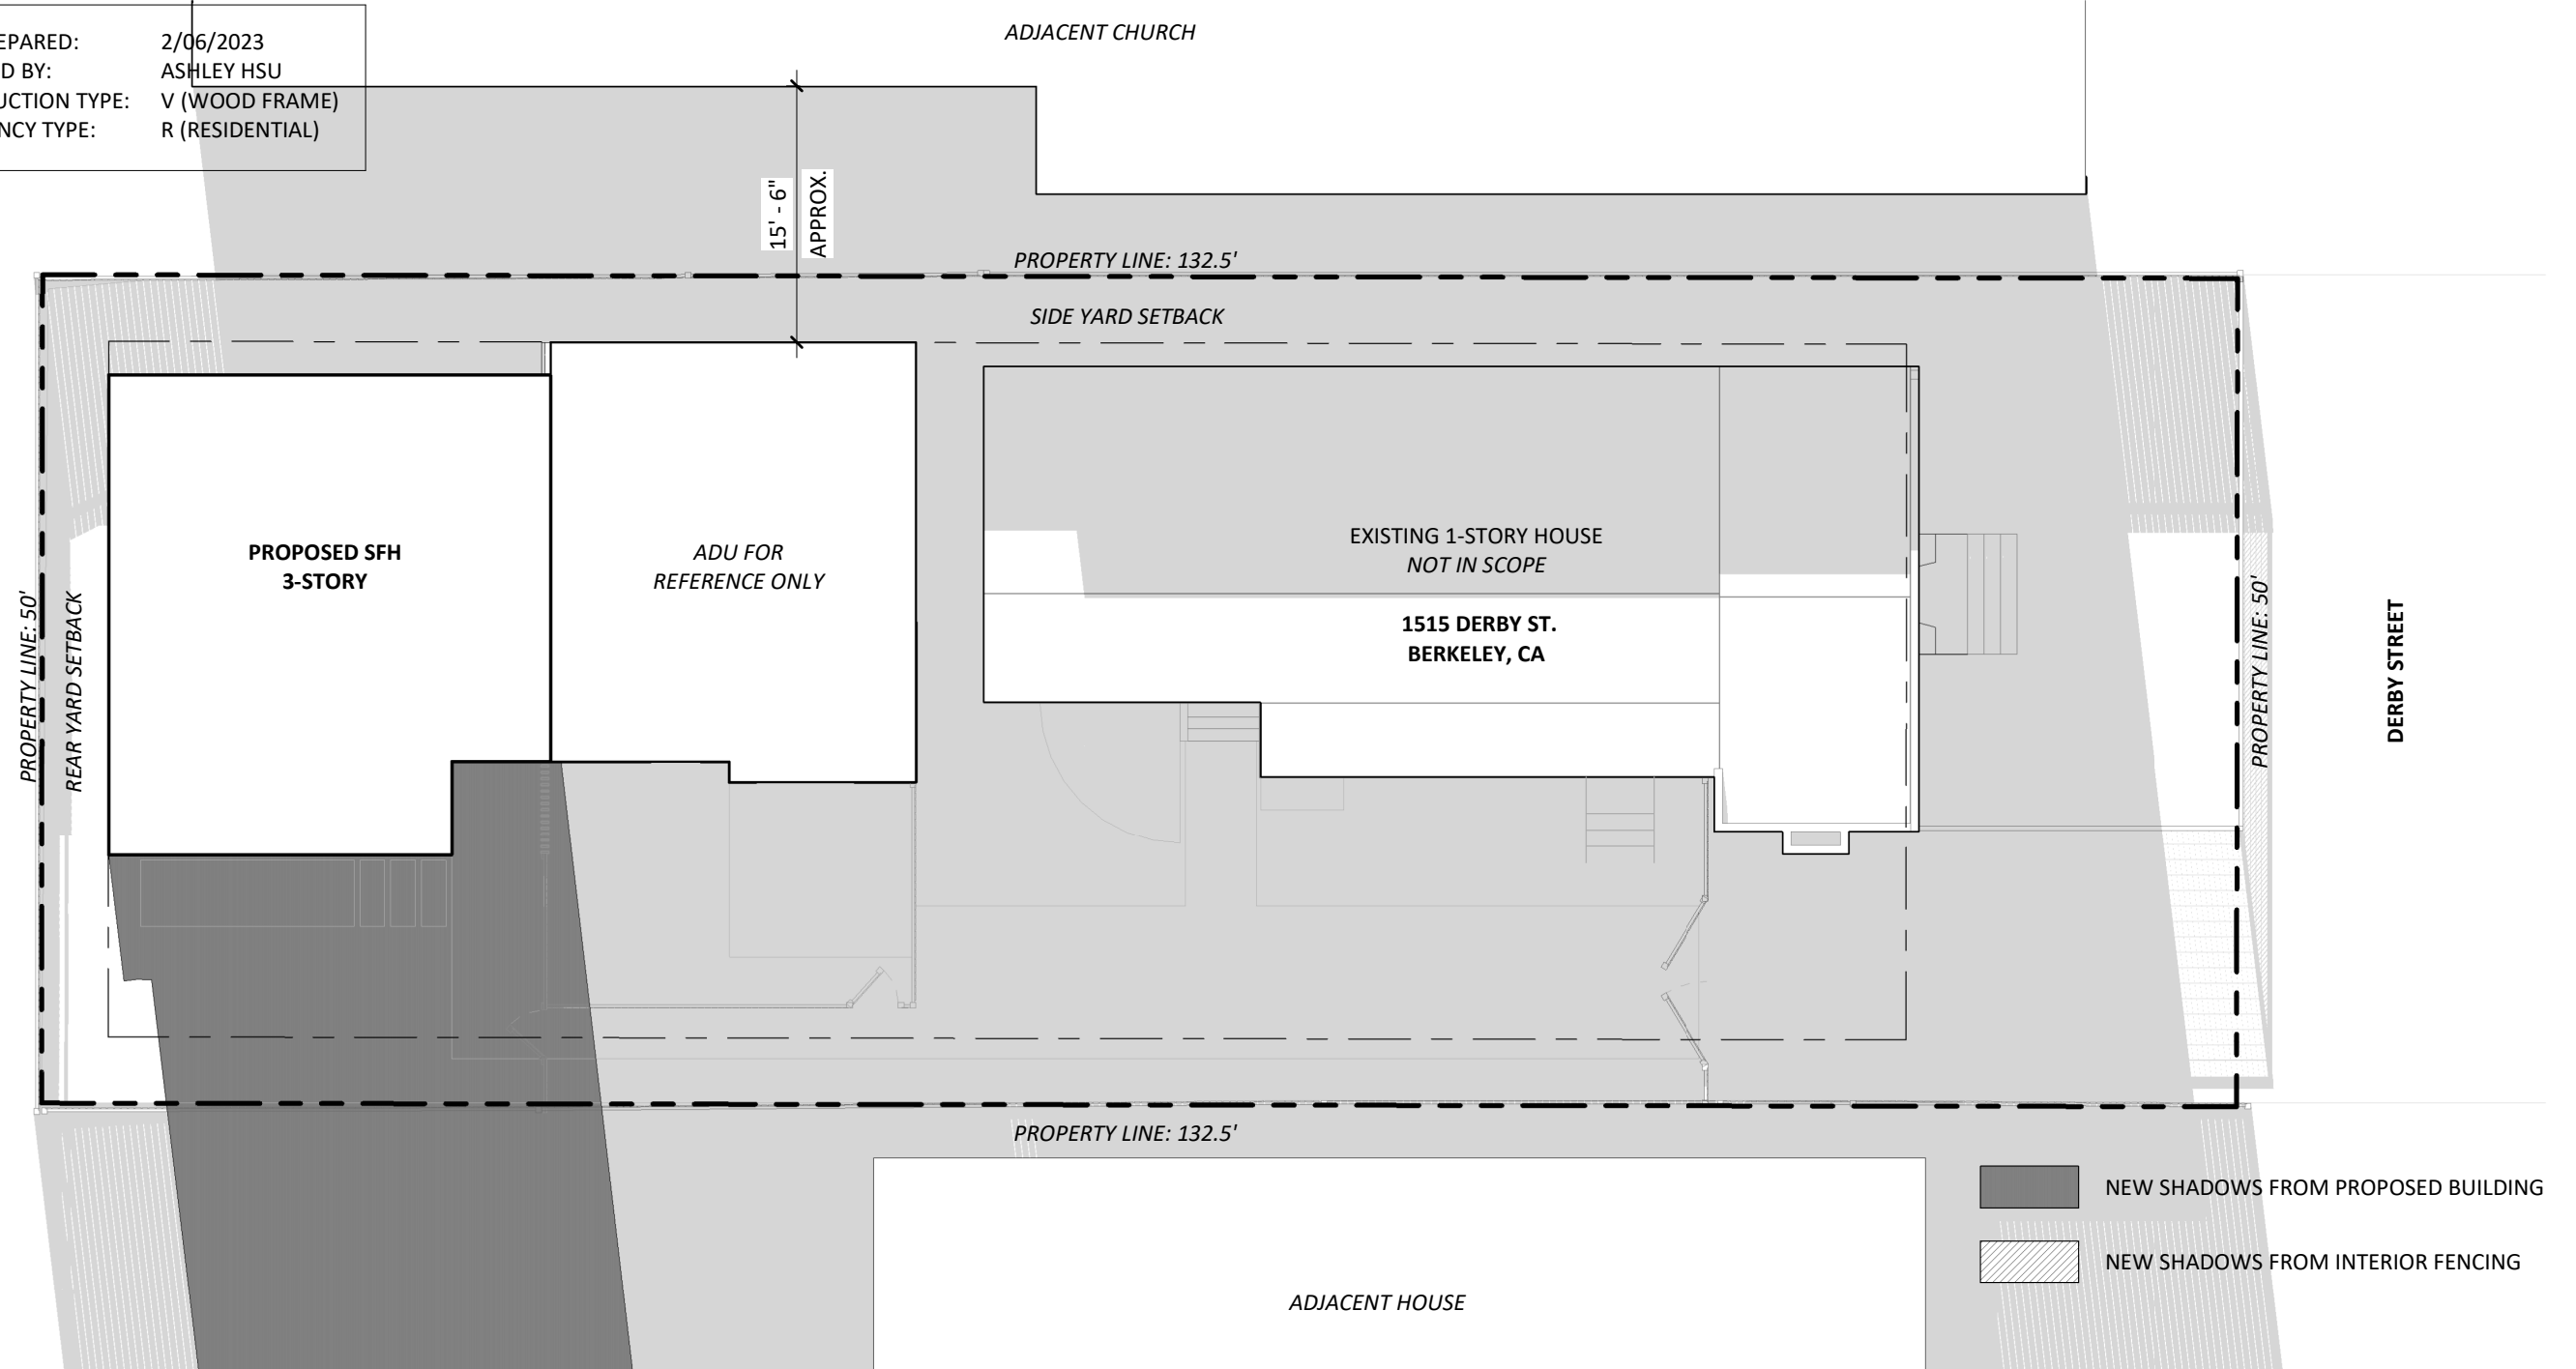 EPARED: 2/06/2023
D BY: ASHLEY HSU
UCTION TYPE: V (WOOD FRAME)
NCY TYPE: R (RESIDENTIAL)
ADJACENT CHURCH
15' - 6"
APPROX.
PROPERTY LINE: 132.5'
SIDE YARD SETBACK
PROPERTY LINE: 50'
REAR YARD SETBACK
PROPOSED SFH
3-STORY
ADU FOR
REFERENCE ONLY
EXISTING 1-STORY HOUSE
NOT IN SCOPE
1515 DERBY ST.
BERKELEY, CA
PROPERTY LINE: 50'
DERBY STREET
PROPERTY LINE: 132.5'
NEW SHADOWS FROM PROPOSED BUILDING
NEW SHADOWS FROM INTERIOR FENCING
ADJACENT HOUSE